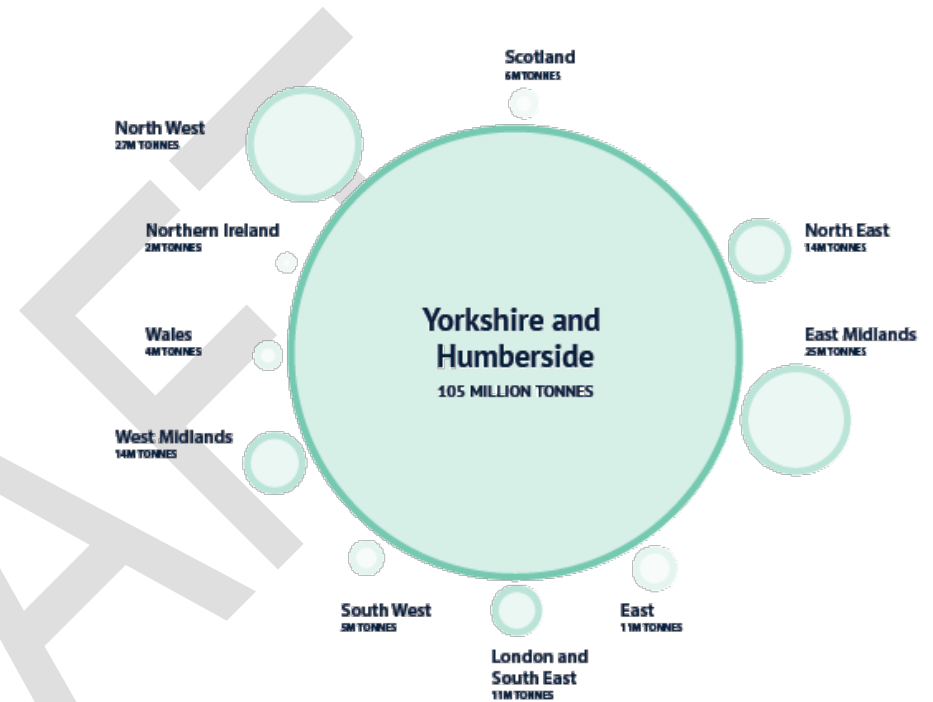 Scotland
6M TONNES
North West
27M TONNES
Northern Ireland
2M TONNES
North East
14M TONNES
Yorkshire and
Humberside
105 MILLION TONNES
Wales
4M TONNES
East Midlands
25M TONNES
West Midlands
14M TONNES
South West
5M TONNES
East
11M TONNES
London and
South East
11M TONNES